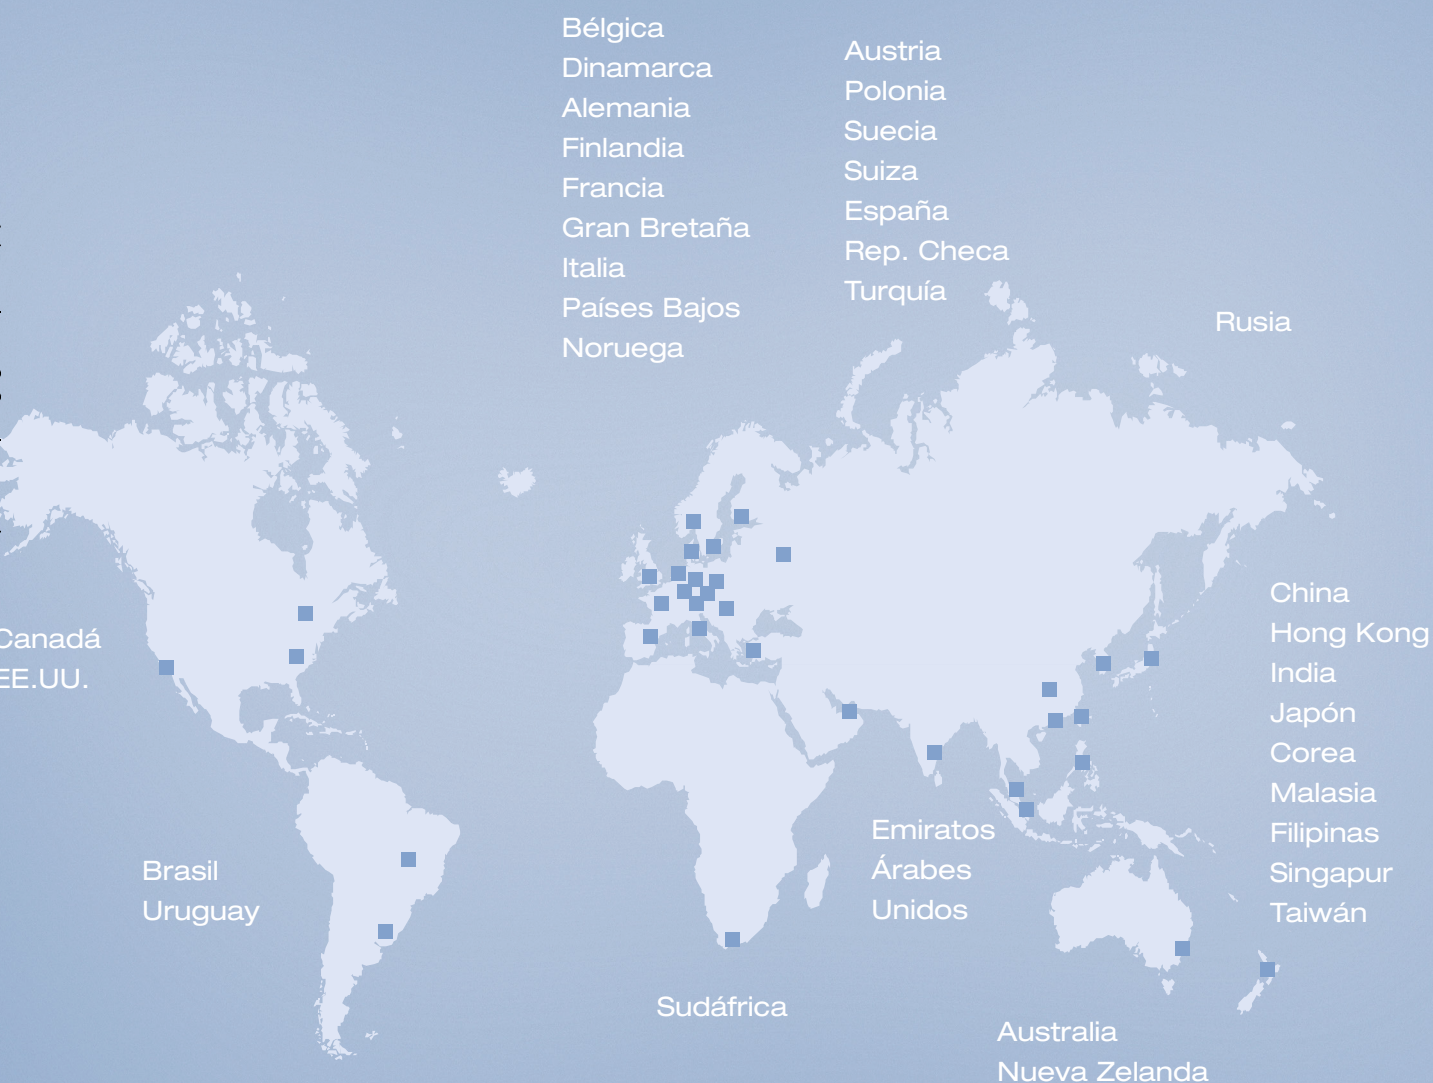 Bélgica
Dinamarca
Alemania
Finlandia
Francia
Gran Bretaña
Italia
Países Bajos
Noruega
Austria
Polonia
Suecia
Suiza
España
Rep. Checa
Turquía
Rusia
Canadá
EE.UU.
China
Hong Kong
India
Japón
Corea
Malasia
Filipinas
Singapur
Taiwán
Brasil
Uruguay
Emiratos
Árabes
Unidos
Sudáfrica
Australia
Nueva Zelanda